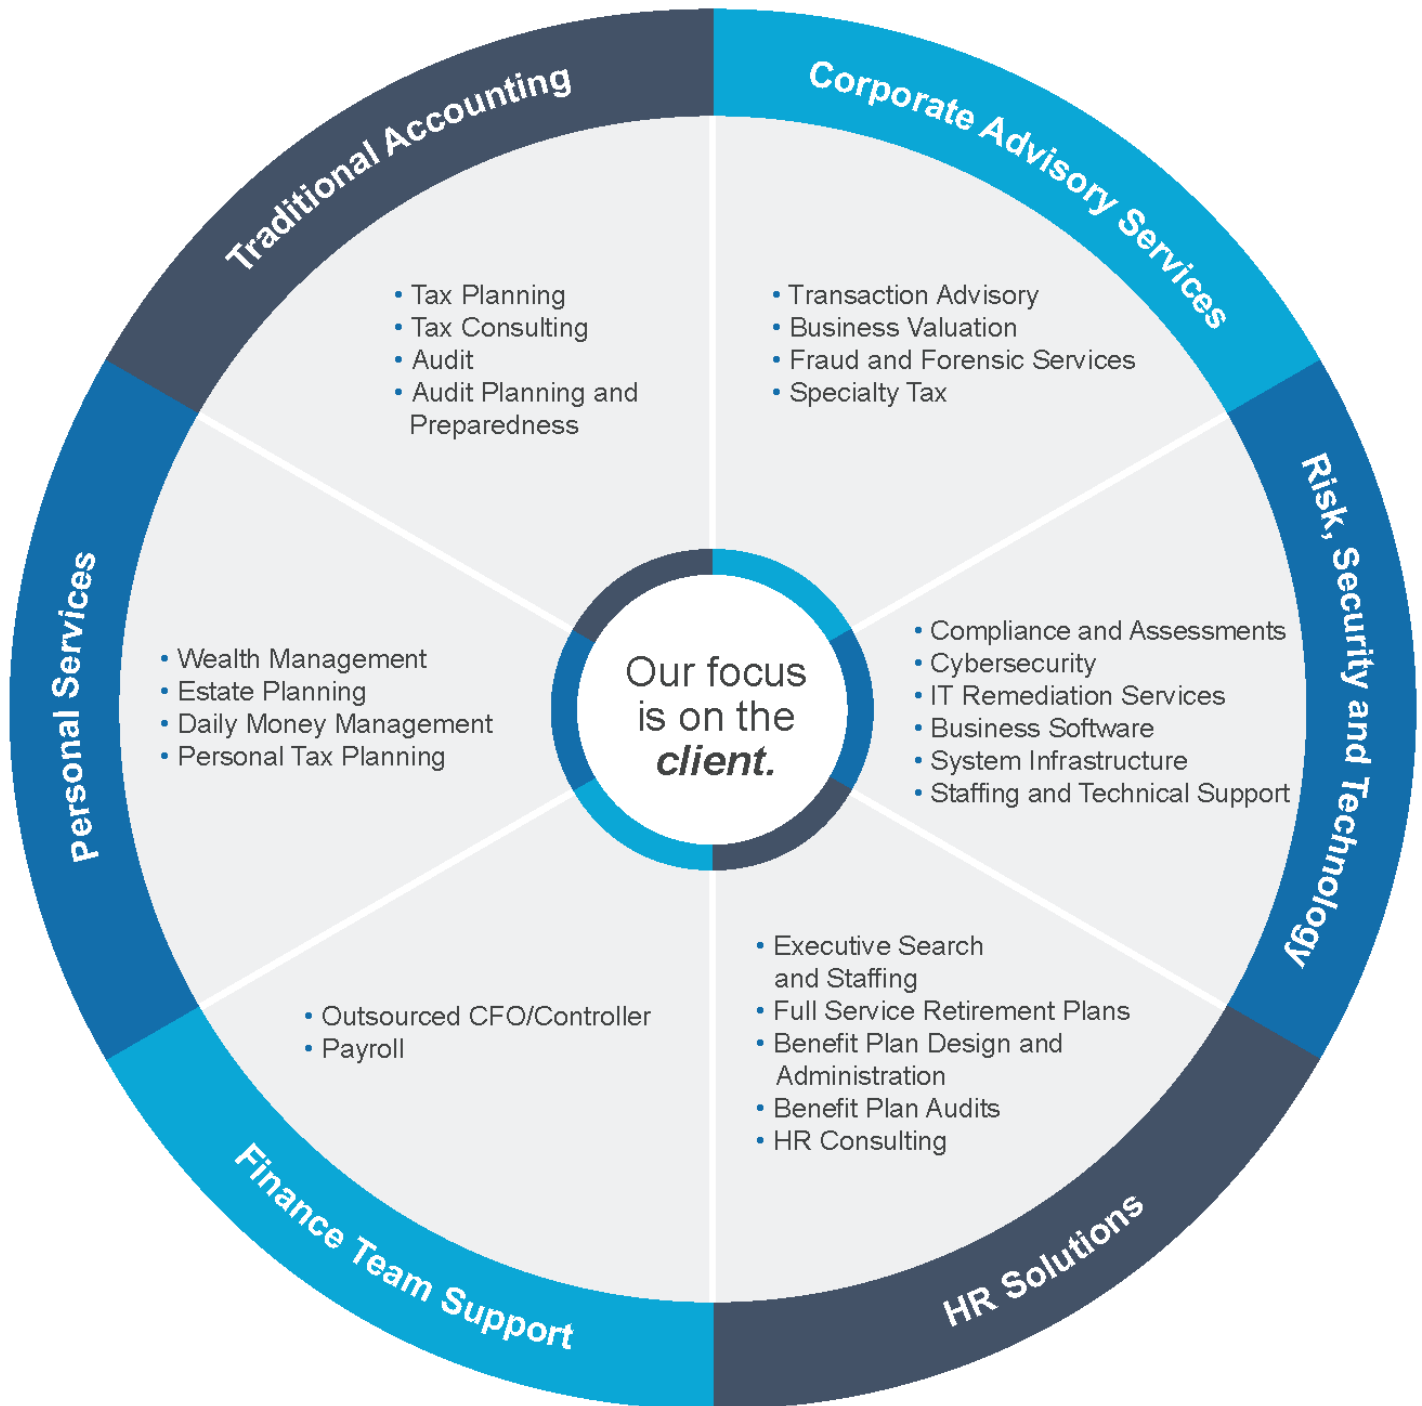 Traditional Accounting
• Tax Planning
• Tax Consulting
• Audit
• Audit Planning and
Preparedness
Corporate Advisory Services
• Transaction Advisory
• Business Valuation
• Fraud and Forensic Services
• Specialty Tax
Risk, Security and Technology
• Compliance and Assessments
• Cybersecurity
• IT Remediation Services
• Business Software
• System Infrastructure
• Staffing and Technical Support
HR Solutions
• Executive Search
and Staffing
• Full Service Retirement Plans
• Benefit Plan Design and
Administration
• Benefit Plan Audits
• HR Consulting
Finance Team Support
• Outsourced CFO/Controller
• Payroll
Personal Services
• Wealth Management
• Estate Planning
• Daily Money Management
• Personal Tax Planning
Our focus
is on the
client.